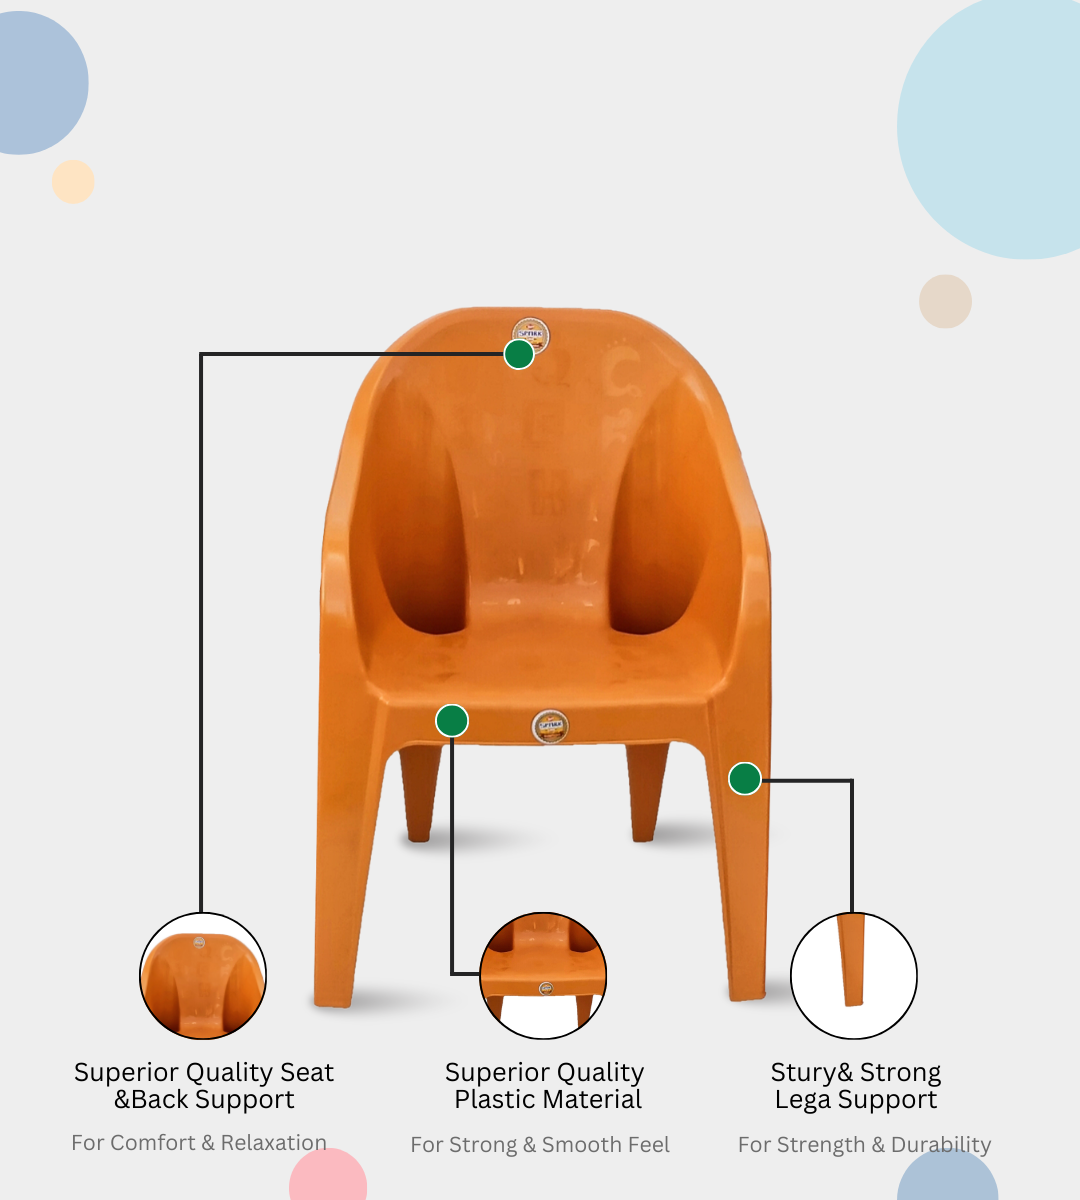 Superior Quality Seat
&Back Support
For Comfort & Relaxation
Superior Quality
Plastic Material
For Strong & Smooth Feel
Stury& Strong
Lega Support
For Strength & Durability